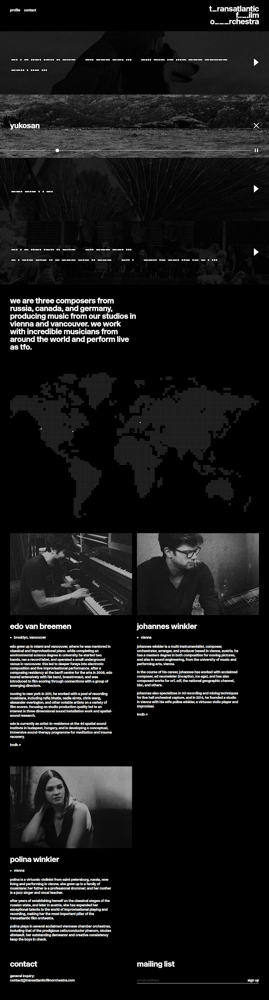 profile contact
t_ransatlantic
f.._.ilm
o___rchestra
yukosan
we are three composers from
russia, canada, and germany,
producing music from our studios in
vienna and vancouver. we work
with incredible musicians from
around the world and perform live
as tfo.
Rhodes
STAGE 73
edo van breemen
• brooklyn, vancouver
edo grew up in miami and vancouver, where he was mentored in
classical and improvisational piano. while completing an
environmental science degree in university he started two
bands, ran a record label, and operated a small underground
venue in vancouver. this led to deeper forays into electronic
composition and live improvisational performance. after a
composing residency at the banff centre for the arts in 2008, edo
toured extensively with his band, brasstronaut, and was
introduced to film scoring through connections with a group of
emerging directors.
moving to new york in 2011, he worked with a pool of recording
musicians, including rafiq bhatia, nadia sirota, chris wang,
alexander overington, and other notable artists on a variety of
film scores. focusing on studio production quality led to an
interest in three dimensional sound installation work and spatial-
sound research.
edo is currently an artist-in-residence at the 4d spatial sound
institute in budapest, hungary, and is developing a conceptual,
immersive sound-therapy programme for meditation and trauma
recovery.
imdb ↗
johannes winkler
• vienna
johannes winkler is a multi-instrumentalist, composer,
orchestrator, arranger, and producer based in vienna, austria. he
has a masters degree in both composition for moving pictures,
and also in sound engineering, from the university of music and
performing arts, vienna.
in the course of his career, johannes has worked with acclaimed
composer, ed neumeister (inception, ice age), and has also
composed works for orf, zdf, the national geographic channel,
bbc, and others.
johannes also specializes in 3d recording and mixing techniques
for live hall orchestral capture, and in 2014, he founded a studio
in vienna with his wife polina winkler, a virtuoso violin player and
improviser.
imdb ↗
polina winkler
• vienna
polina is a virtuosic violinist from saint petersburg, russia, now
living and performing in vienna. she grew up in a family of
musicians: her father is a professional drummer; and her mother
is a jazz singer and vocal teacher.
after years of establishing herself on the classical stages of the
russian state, and later in austria, she has expanded her
exceptional talents to the world of improvisational playing and
recording, making her the most important pillar of the
transatlantic film orchestra.
polina plays in several acclaimed viennese chamber orchestras,
including that of the prodigious cello/conductor phenom, nicolas
altstaedt. her outstanding demeanor and creative consistency
keep the boys in check.
contact
general inquiry:
contact@transatlanticfilmorchestra.com
mailing list
email address sign up